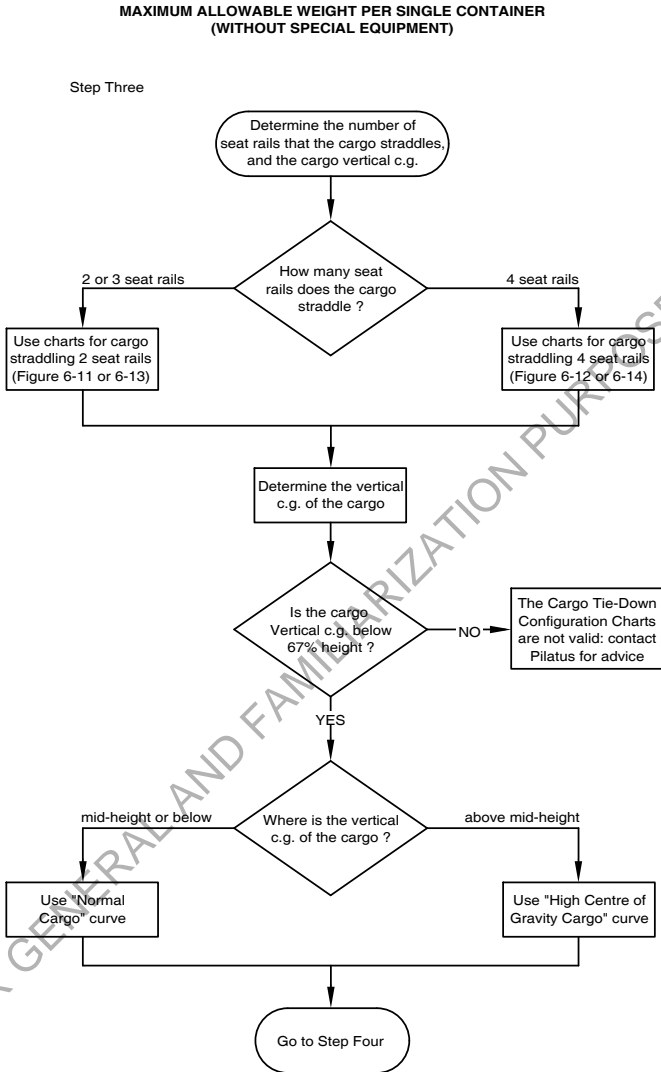 MAXIMUM ALLOWABLE WEIGHT PER SINGLE CONTAINER
(WITHOUT SPECIAL EQUIPMENT)
Step Three
Determine the number of
seat rails that the cargo straddles,
and the cargo vertical c.g.
How many seat
rails does the cargo
straddle ?
2 or 3 seat rails
4 seat rails
Use charts for cargo
straddling 2 seat rails
(Figure 6-11 or 6-13)
Use charts for cargo
straddling 4 seat rails
(Figure 6-12 or 6-14)
Determine the vertical
c.g. of the cargo
Is the cargo
Vertical c.g. below
67% height ?
NO
The Cargo Tie-Down
Configuration Charts
are not valid: contact
Pilatus for advice
YES
Where is the vertical
c.g. of the cargo ?
mid-height or below
above mid-height
Use "Normal
Cargo" curve
Use "High Centre of
Gravity Cargo" curve
Go to Step Four
GENERAL AND FAMILIARIZATION